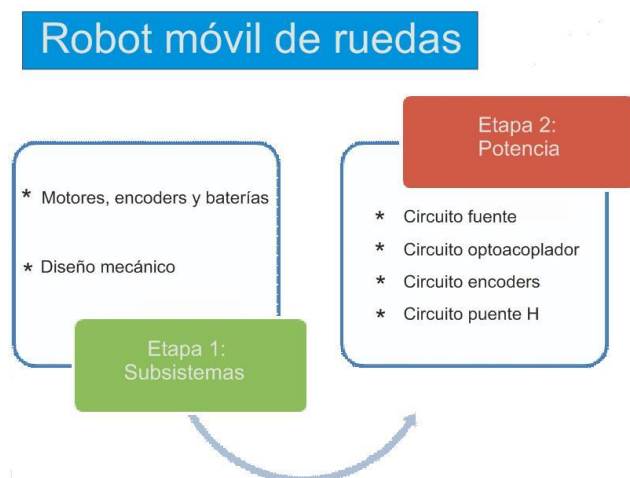 Robot móvil de ruedas
* Motores, encoders y baterías
* Diseño mecánico
Etapa 1:
Subsistemas
Etapa 2:
Potencia
* Circuito fuente
* Circuito optoacoplador
* Circuito encoders
* Circuito puente H